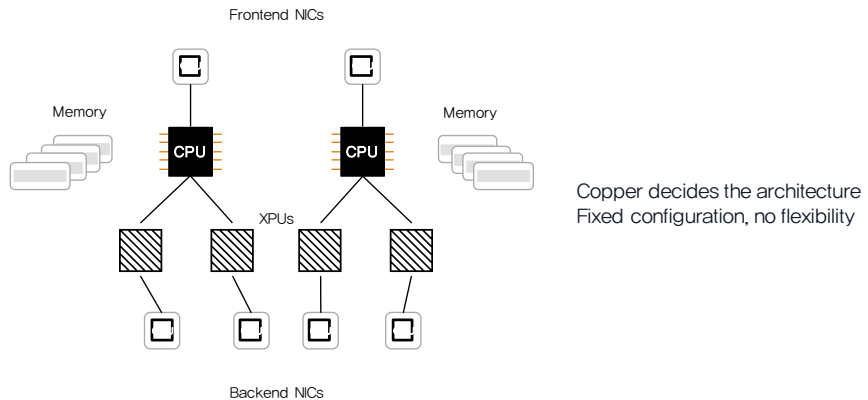 Frontend NICs
Memory
Memory
CPU
CPU
Copper decides the architecture
Fixed configuration, no flexibility
XPUs
Backend NICs